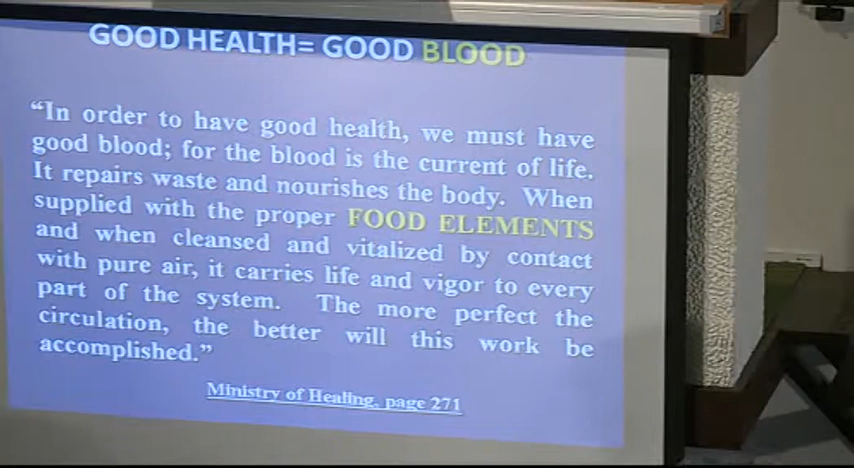 GOOD HEALTH= GOOD BLOOD
“In order to have good health, we must have
good blood; for the blood is the current of life.
It repairs waste and nourishes the body. When
supplied with the proper FOOD ELEMENTS
and when cleansed and vitalized by contact
with pure air, it carries life and vigor to every
part of the system. The more perfect the
circulation, the better will this work be
accomplished.”
Ministry of Healing, page 271